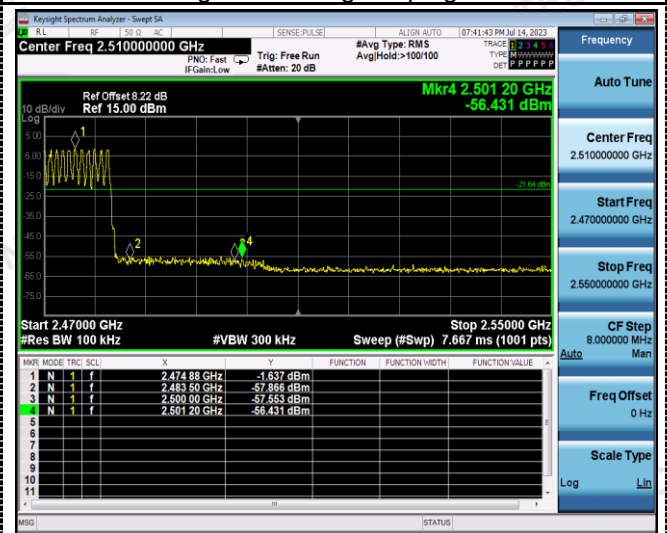 Keysight Spectrum Analyzer - Swept SA
RL RF 50 Ω AC SENSE:PULSE ALIGN AUTO 07:41:43 PM Jul 14, 2023
Center Freq 2.510000000 GHz
PNO: Fast
IFGain:Low
Trig: Free Run
#Atten: 20 dB
#Avg Type: RMS
Avg|Hold:>100/100
TRACE 1 2 3 4 5 6
TYPE M W W W W W
DET P P P P P P
Frequency
Auto Tune
Center Freq
2.510000000 GHz
Start Freq
2.470000000 GHz
Stop Freq
2.550000000 GHz
CF Step
8.000000 MHz
Auto Man
Freq Offset
0 Hz
Scale Type
Log Lin
Mkr4 2.501 20 GHz
-56.431 dBm
Ref Offset 8.22 dB
10 dB/div Ref 15.00 dBm
Log
5.00
-5.00
-15.0
-25.0
-35.0
-45.0
-55.0
-65.0
-75.0
1
2
4
-21.64 dBm
Start 2.47000 GHz Stop 2.55000 GHz
#Res BW 100 kHz #VBW 300 kHz Sweep (#Swp) 7.667 ms (1001 pts)
MKR MODE TRC SCL X Y FUNCTION FUNCTION WIDTH FUNCTION VALUE
1 N 1 f 2.474 88 GHz -1.637 dBm
2 N 1 f 2.483 50 GHz -57.866 dBm
3 N 1 f 2.500 00 GHz -57.553 dBm
4 N 1 f 2.501 20 GHz -56.431 dBm
5
6
7
8
9
10
11
MSG STATUS